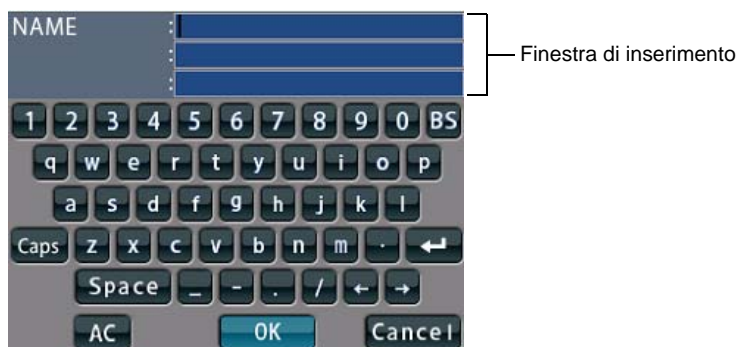 NAME :
:
:
Finestra di inserimento
1 2 3 4 5 6 7 8 9 0 BS
q w e r t y u i o p
a s d f g h j k l
Caps z x c v b n m · ↵
Space _ - . / ← →
AC OK Cancel